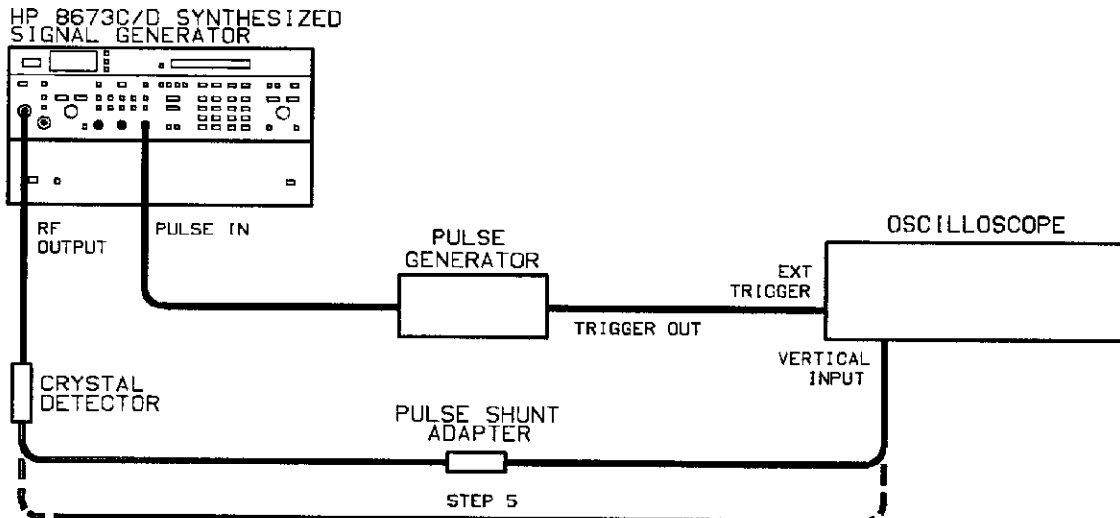 HP 8673C/D SYNTHESIZED
SIGNAL GENERATOR
RF
OUTPUT
PULSE IN
PULSE
GENERATOR
OSCILLOSCOPE
EXT
TRIGGER
TRIGGER OUT
VERTICAL
INPUT
CRYSTAL
DETECTOR
PULSE SHUNT
ADAPTER
STEP 5